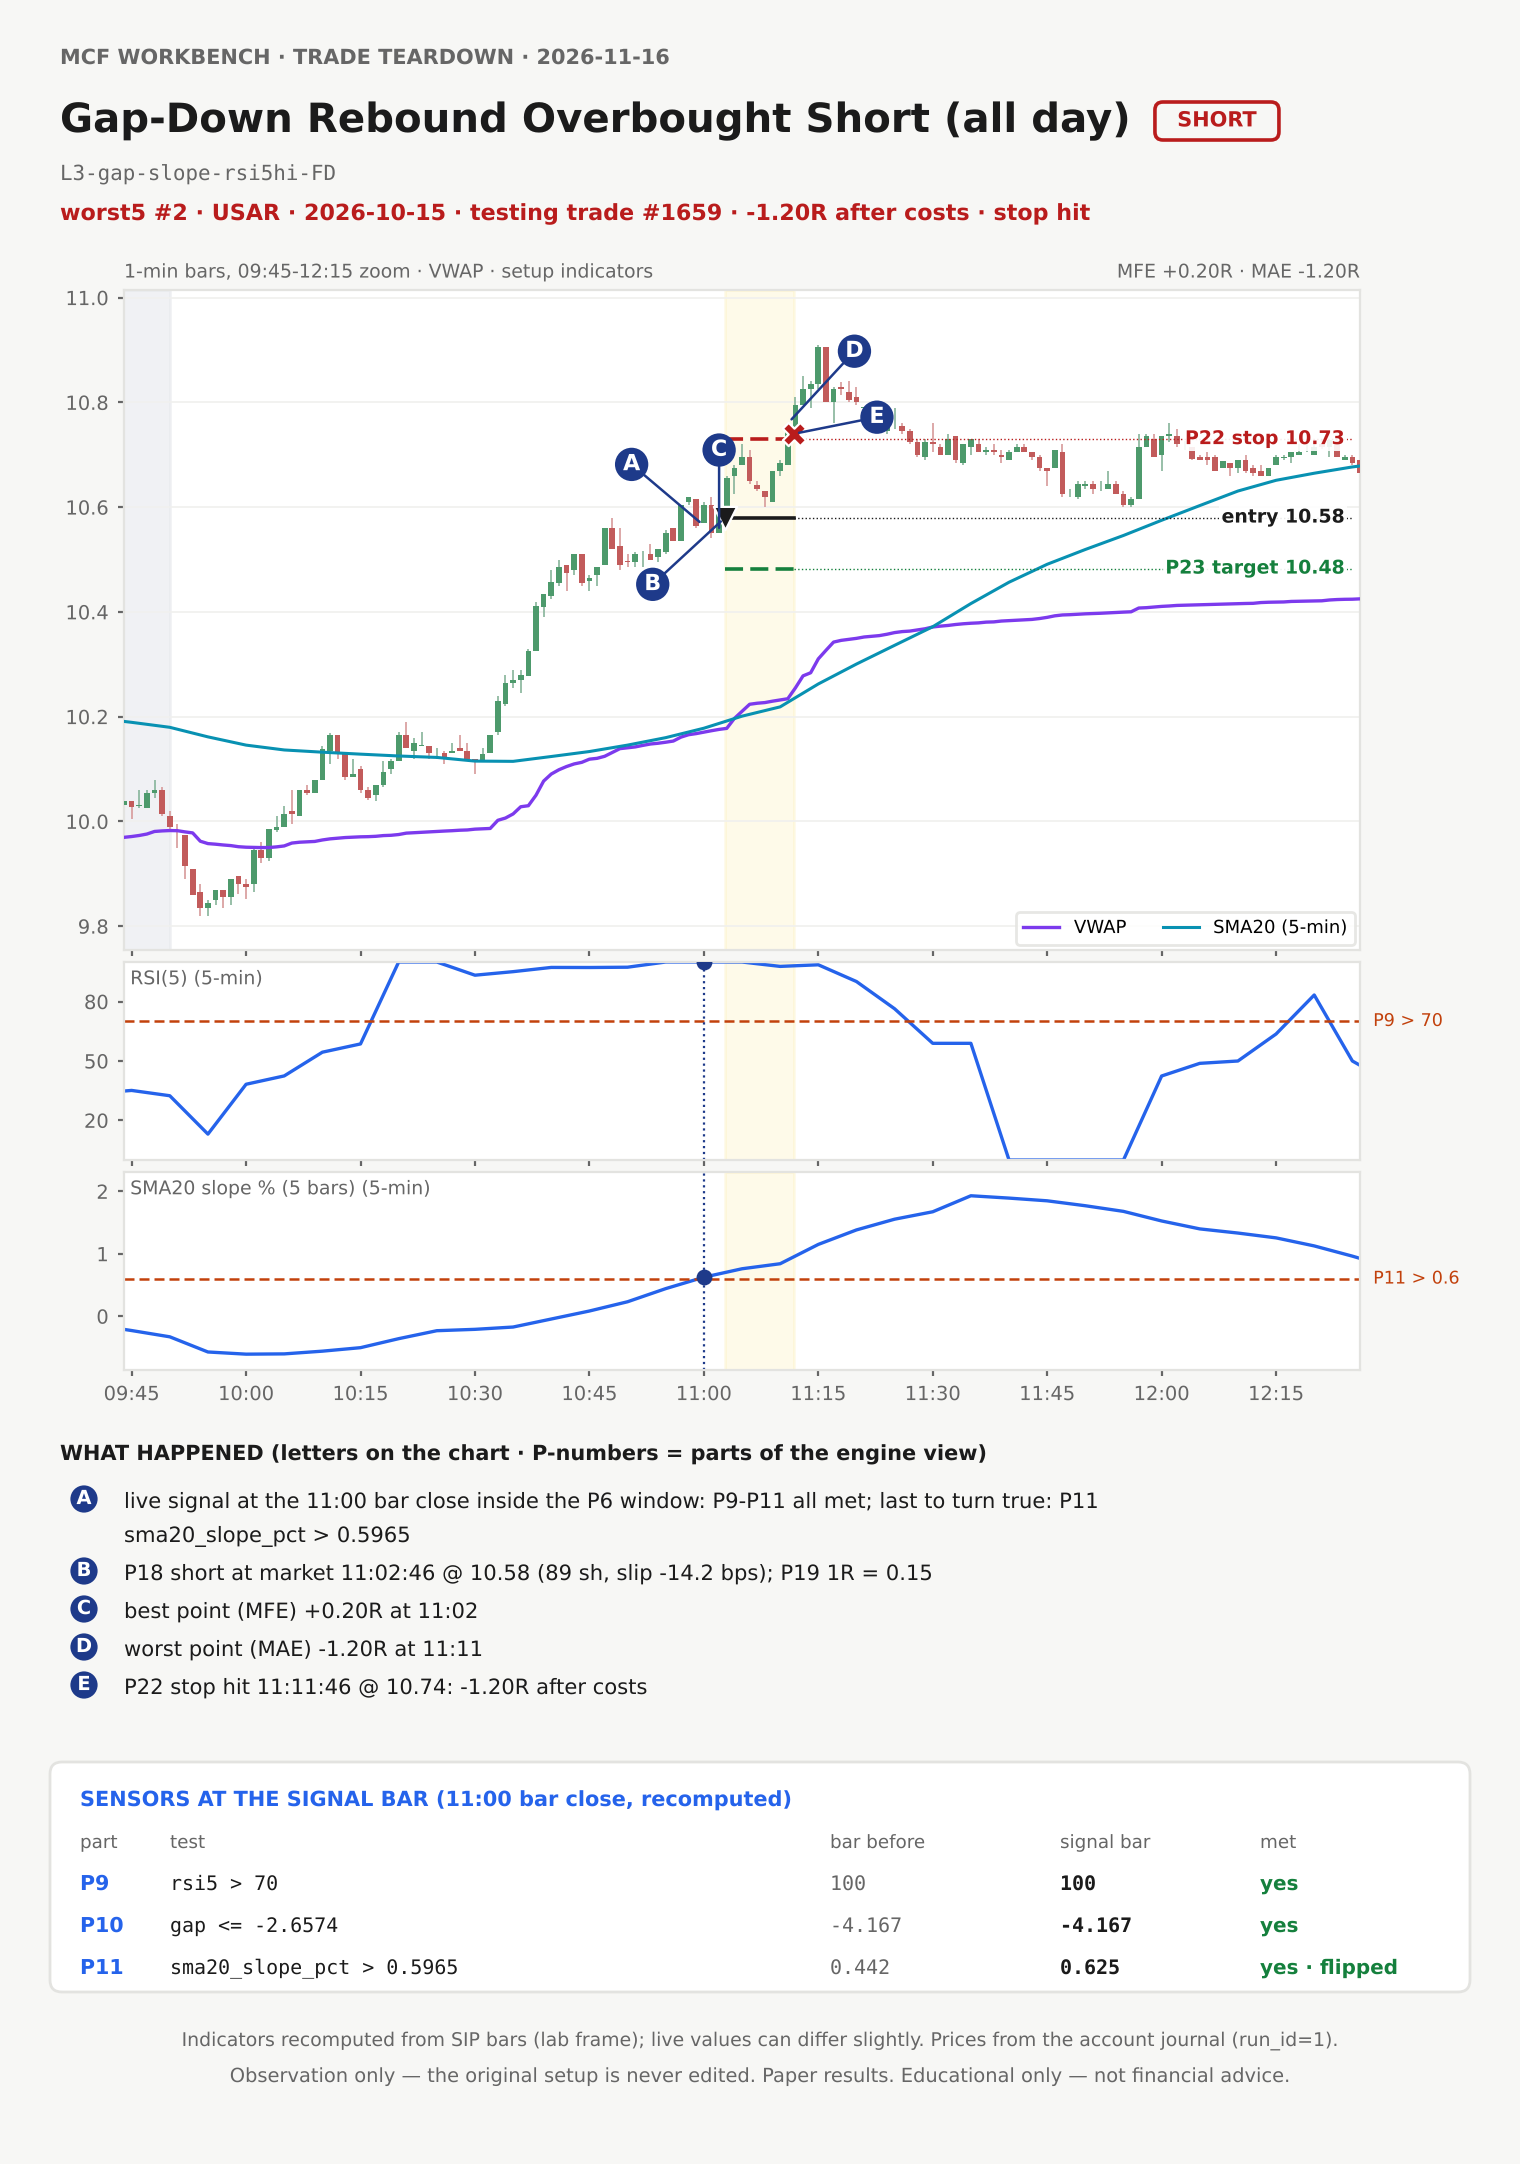 MCF WORKBENCH · TRADE TEARDOWN · 2026-11-16
Gap-Down Rebound Overbought Short (all day) SHORT
L3-gap-slope-rsi5hi-FD
worst5 #2 · USAR · 2026-10-15 · testing trade #1659 · -1.20R after costs · stop hit
1-min bars, 09:45-12:15 zoom · VWAP · setup indicators MFE +0.20R · MAE -1.20R
11.0
10.8
10.6
10.4
10.2
10.0
9.8
A
B
C
D
E
P22 stop 10.73
entry 10.58
P23 target 10.48
VWAP SMA20 (5-min)
RSI(5) (5-min)
80
50
20
P9 > 70
SMA20 slope % (5 bars) (5-min)
2
1
0
P11 > 0.6
09:45 10:00 10:15 10:30 10:45 11:00 11:15 11:30 11:45 12:00 12:15
WHAT HAPPENED (letters on the chart · P-numbers = parts of the engine view)
A live signal at the 11:00 bar close inside the P6 window: P9-P11 all met; last to turn true: P11
sma20_slope_pct > 0.5965
B P18 short at market 11:02:46 @ 10.58 (89 sh, slip -14.2 bps); P19 1R = 0.15
C best point (MFE) +0.20R at 11:02
D worst point (MAE) -1.20R at 11:11
E P22 stop hit 11:11:46 @ 10.74: -1.20R after costs
SENSORS AT THE SIGNAL BAR (11:00 bar close, recomputed)
part test bar before signal bar met
P9 rsi5 > 70 100 100 yes
P10 gap <= -2.6574 -4.167 -4.167 yes
P11 sma20_slope_pct > 0.5965 0.442 0.625 yes · flipped
Indicators recomputed from SIP bars (lab frame); live values can differ slightly. Prices from the account journal (run_id=1).
Observation only — the original setup is never edited. Paper results. Educational only — not financial advice.